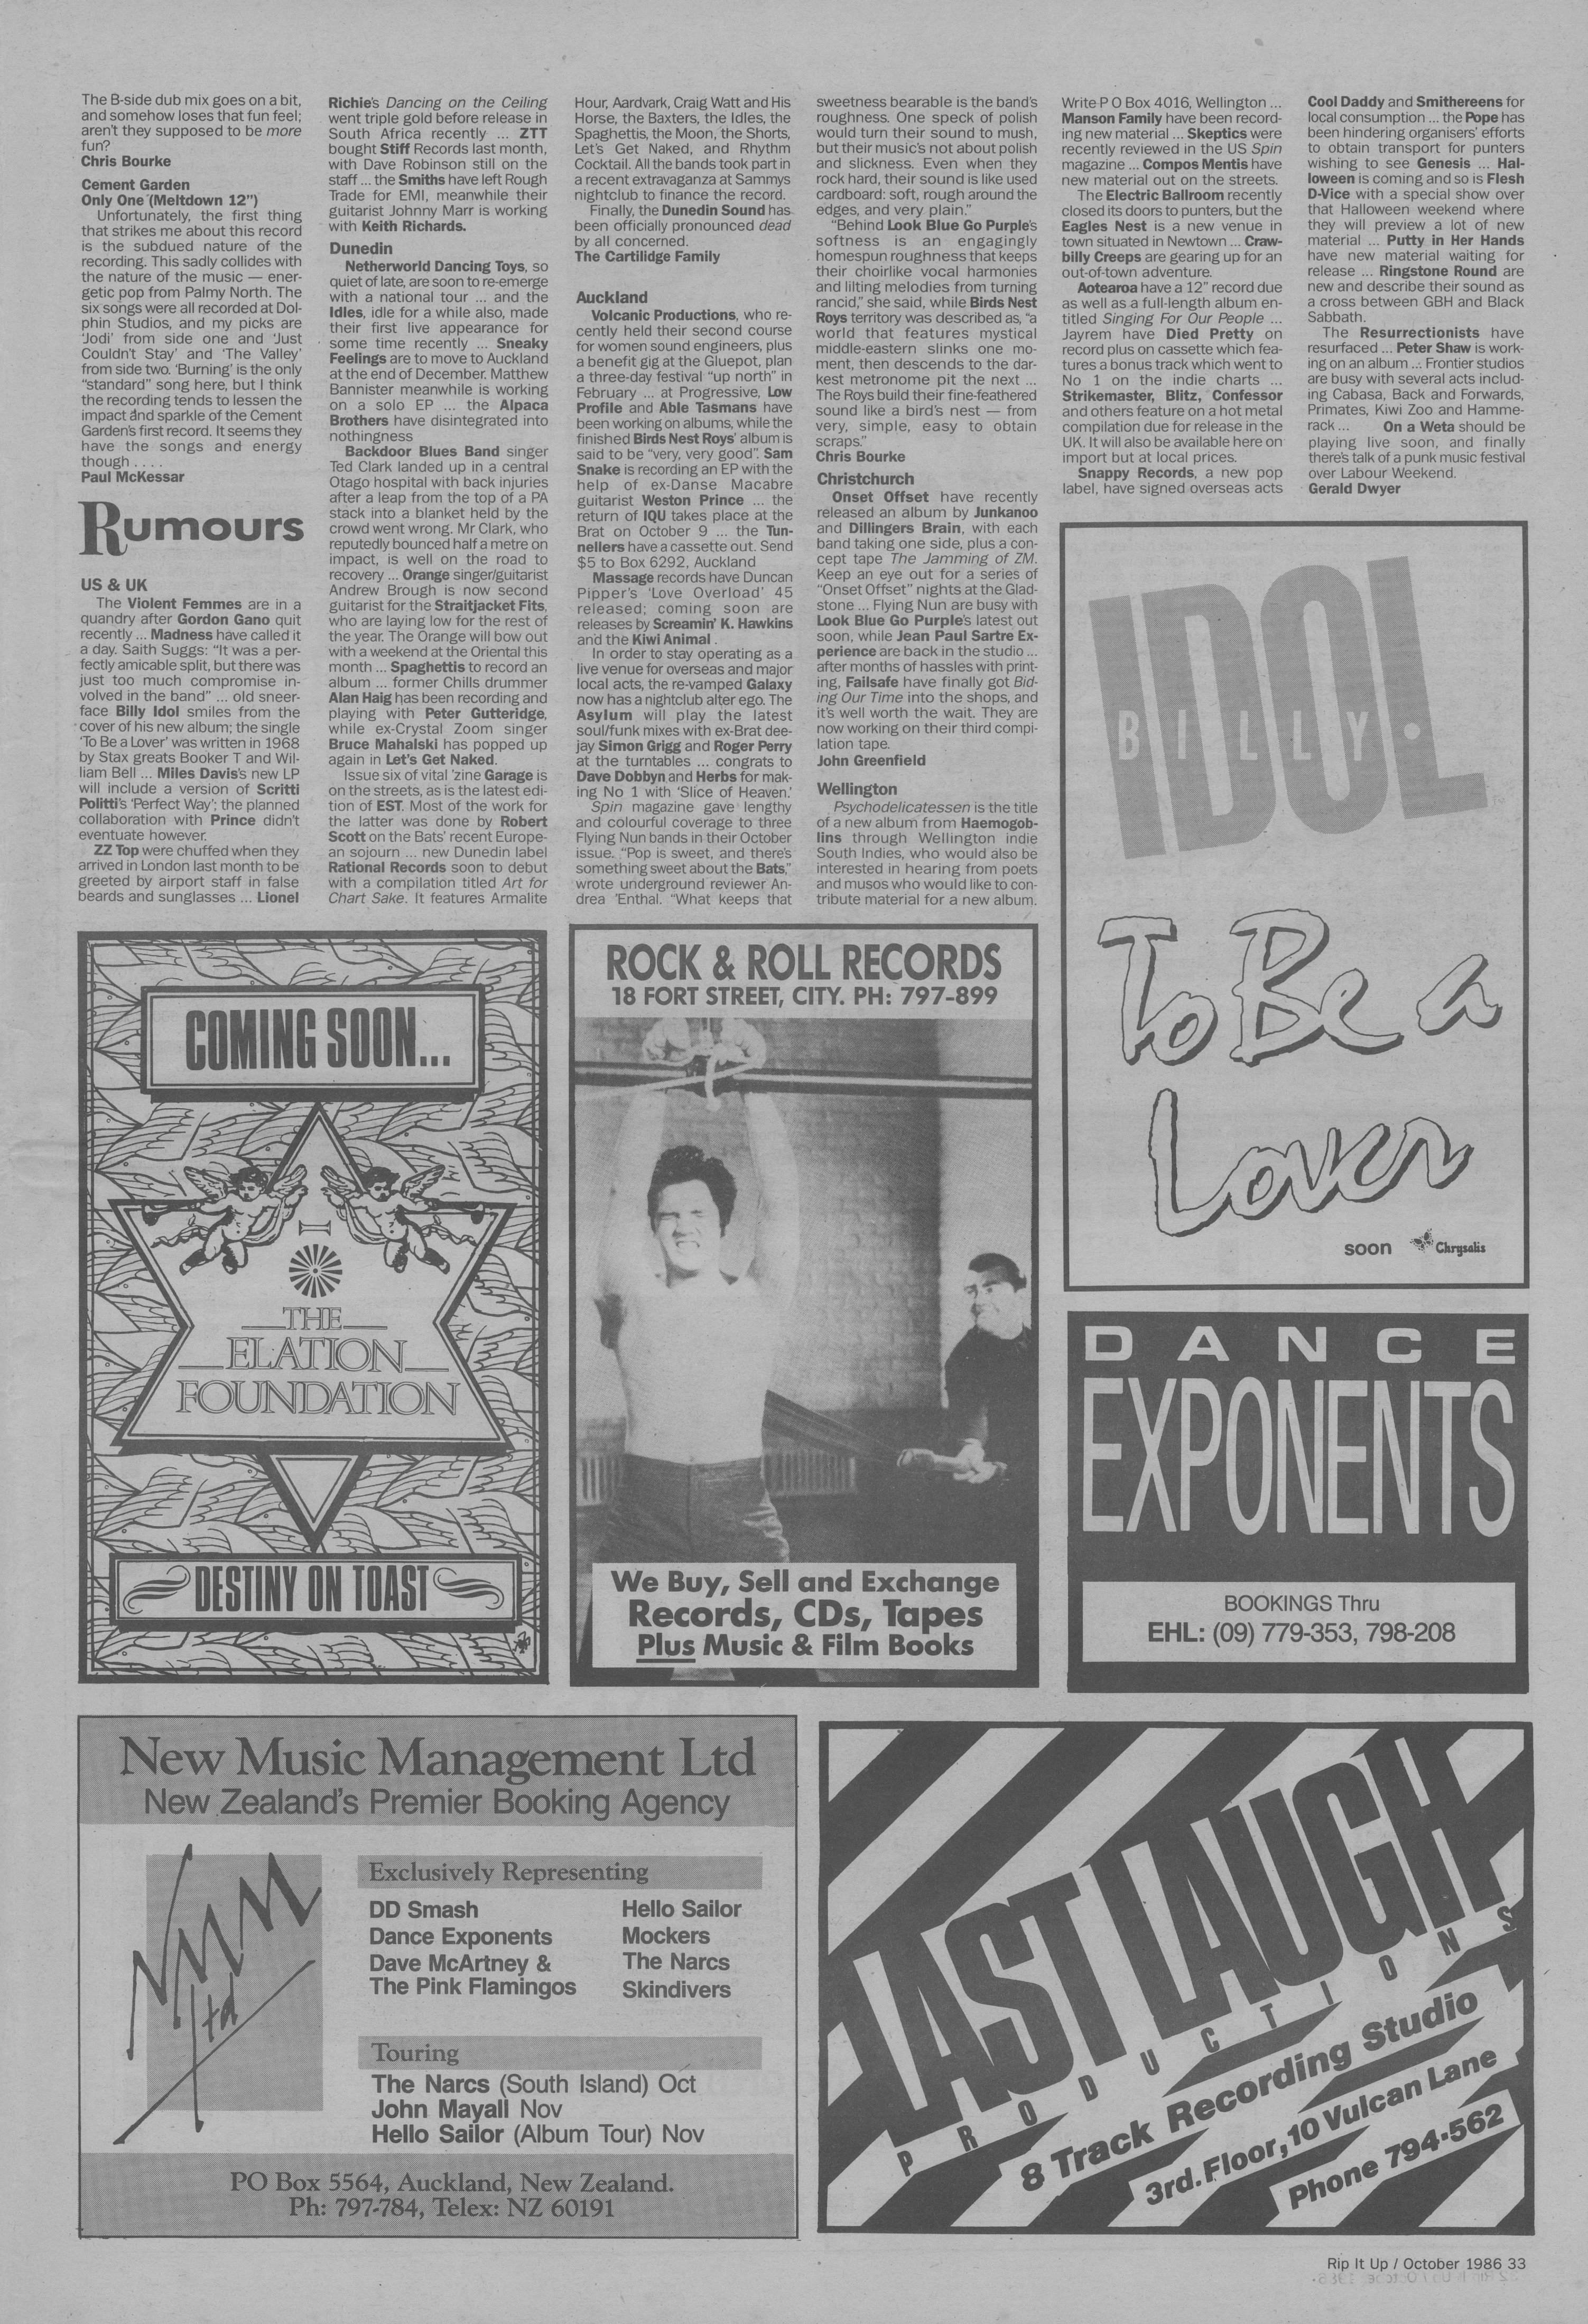 The B-side dub mix goes on a bit,
and somehow loses that fun feel;
aren't they supposed to be more
fun?
Chris Bourke
Cement Garden
Only One (Meltdown 12")
Unfortunately, the first thing
that strikes me about this record
is the subdued nature of the
recording. This sadly collides with
the nature of the music — ener-
getic pop from Palmy North. The
six songs were all recorded at Dol-
phin Studios, and my picks are
'Jodi' from side one and 'Just
Couldn't Stay' and 'The Valley'
from side two. 'Burning' is the only
"standard" song here, but I think
the recording tends to lessen the
impact and sparkle of the Cement
Garden's first record. It seems they
have the songs and energy
though ....
Paul McKessar
Rumours
US & UK
The Violent Femmes are in a
quandry after Gordon Gano quit
recently ... Madness have called it
a day. Saith Suggs: "It was a per-
fectly amicable split, but there was
just too much compromise in-
volved in the band" ... old sneer-
face Billy Idol smiles from the
cover of his new album; the single
'To Be a Lover' was written in 1968
by Stax greats Booker T and Wil-
liam Bell ... Miles Davis's new LP
will include a version of Scritti
Politti's 'Perfect Way'; the planned
collaboration with Prince didn't
eventuate however.
ZZ Top were chuffed when they
arrived in London last month to be
greeted by airport staff in false
beards and sunglasses ... Lionel
Richie's Dancing on the Ceiling
went triple gold before release in
South Africa recently ... ZTT
bought Stiff Records last month,
with Dave Robinson still on the
staff ... the Smiths have left Rough
Trade for EMI, meanwhile their
guitarist Johnny Marr is working
with Keith Richards.
Dunedin
Netherworld Dancing Toys, so
quiet of late, are soon to re-emerge
with a national tour ... and the
Idles, idle for a while also, made
their first live appearance for
some time recently ... Sneaky
Feelings are to move to Auckland
at the end of December. Matthew
Bannister meanwhile is working
on a solo EP ... the Alpaca
Brothers have disintegrated into
nothingness
Backdoor Blues Band singer
Ted Clark landed up in a central
Otago hospital with back injuries
after a leap from the top of a PA
stack into a blanket held by the
crowd went wrong. Mr Clark, who
reputedly bounced half a metre on
impact, is well on the road to
recovery ... Orange singer/guitarist
Andrew Brough is now second
guitarist for the Straitjacket Fits,
who are laying low for the rest of
the year. The Orange will bow out
with a weekend at the Oriental this
month ... Spaghettis to record an
album ... former Chills drummer
Alan Haig has been recording and
playing with Peter Gutteridge,
while ex-Crystal Zoom singer
Bruce Mahalski has popped up
again in Let's Get Naked.
Issue six of vital 'zine Garage is
on the streets, as is the latest edi-
tion of EST. Most of the work for
the latter was done by Robert
Scott on the Bats' recent Europe-
an sojourn ... new Dunedin label
Rational Records soon to debut
with a compilation titled Art for
Chart Sake. It features Armalite
Hour, Aardvark, Craig Watt and His
Horse, the Baxters, the Idles, the
Spaghettis, the Moon, the Shorts,
Let's Get Naked, and Rhythm
Cocktail. All the bands took part in
a recent extravaganza at Sammys
nightclub to finance the record.
Finally, the Dunedin Sound has
been officially pronounced dead
by all concerned.
The Cartilidge Family
Auckland
Volcanic Productions, who re-
cently held their second course
for women sound engineers, plus
a benefit gig at the Gluepot, plan
a three-day festival "up north" in
February ... at Progressive, Low
Profile and Able Tasmans have
been working on albums, while the
finished Birds Nest Roys' album is
said to be "very, very good". Sam
Snake is recording an EP with the
help of ex-Danse Macabre
guitarist Weston Prince ... the
return of IQU takes place at the
Brat on October 9 ... the Tun-
nellers have a cassette out. Send
$5 to Box 6292, Auckland
Massage records have Duncan
Pipper's 'Love Overload' 45
released; coming soon are
releases by Screamin' K. Hawkins
and the Kiwi Animal.
In order to stay operating as a
live venue for overseas and major
local acts, the re-vamped Galaxy
now has a nightclub alter ego. The
Asylum will play the latest
soul/funk mixes with ex-Brat dee-
jay Simon Grigg and Roger Perry
at the turntables ... congrats to
Dave Dobbyn and Herbs for mak-
ing No 1 with 'Slice of Heaven.'
Spin magazine gave lengthy
and colourful coverage to three
Flying Nun bands in their October
issue. "Pop is sweet, and there's
something sweet about the Bats,"
wrote underground reviewer An-
drea 'Enthal. "What keeps that
sweetness bearable is the band's
roughness. One speck of polish
would turn their sound to mush,
but their music's not about polish
and slickness. Even when they
rock hard, their sound is like used
cardboard: soft, rough around the
edges, and very plain."
"Behind Look Blue Go Purple's
softness is an engagingly
homespun roughness that keeps
their choirlike vocal harmonies
and lilting melodies from turning
rancid," she said, while Birds Nest
Roys territory was described as, "a
world that features mystical
middle-eastern slinks one mo-
ment, then descends to the dar-
kest metronome pit the next ...
The Roys build their fine-feathered
sound like a bird's nest — from
very, simple, easy to obtain
scraps."
Chris Bourke
Christchurch
Onset Offset have recently
released an album by Junkanoo
and Dillingers Brain, with each
band taking one side, plus a con-
cept tape The Jamming of ZM.
Keep an eye out for a series of
"Onset Offset" nights at the Glad-
stone ... Flying Nun are busy with
Look Blue Go Purple's latest out
soon, while Jean Paul Sartre Ex-
perience are back in the studio ...
after months of hassles with print-
ing, Failsafe have finally got Bid-
ing Our Time into the shops, and
it's well worth the wait. They are
now working on their third compi-
lation tape.
John Greenfield
Wellington
Psychodelicatessen is the title
of a new album from Haemogob-
lins through Wellington indie
South Indies, who would also be
interested in hearing from poets
and musos who would like to con-
tribute material for a new album.
Write P O Box 4016, Wellington ...
Manson Family have been record-
ing new material ... Skeptics were
recently reviewed in the US Spin
magazine ... Compos Mentis have
new material out on the streets.
The Electric Ballroom recently
closed its doors to punters, but the
Eagles Nest is a new venue in
town situated in Newtown ... Craw-
billy Creeps are gearing up for an
out-of-town adventure.
Aotearoa have a 12" record due
as well as a full-length album en-
titled Singing For Our People ...
Jayrem have Died Pretty on
record plus on cassette which fea-
tures a bonus track which went to
No 1 on the indie charts ...
Strikemaster, Blitz, Confessor
and others feature on a hot metal
compilation due for release in the
UK. It will also be available here on
import but at local prices.
Snappy Records, a new pop
label, have signed overseas acts
Cool Daddy and Smithereens for
local consumption ... the Pope has
been hindering organisers' efforts
to obtain transport for punters
wishing to see Genesis ... Hal-
loween is coming and so is Flesh
D-Vice with a special show over
that Halloween weekend where
they will preview a lot of new
material ... Putty in Her Hands
have new material waiting for
release ... Ringstone Round are
new and describe their sound as
a cross between GBH and Black
Sabbath.
The Resurrectionists have
resurfaced ... Peter Shaw is work-
ing on an album ... Frontier studios
are busy with several acts includ-
ing Cabasa, Back and Forwards,
Primates, Kiwi Zoo and Hamme-
rack ... On a Weta should be
playing live soon, and finally
there's talk of a punk music festival
over Labour Weekend.
Gerald Dwyer
IDOL
BILLY•
To Be a
Lover
soon
Chrysalis
COMING SOON...
THE
ELATION
FOUNDATION
DESTINY ON TOAST
ROCK & ROLL RECORDS
18 FORT STREET, CITY. PH: 797-899
We Buy, Sell and Exchange
Records, CDs, Tapes
Plus Music & Film Books
DANCE
EXPONENTS
BOOKINGS Thru
EHL: (09) 779-353, 798-208
New Music Management Ltd
New Zealand's Premier Booking Agency
NMM
Ltd
Exclusively Representing
DD Smash
Dance Exponents
Dave McArtney &
The Pink Flamingos
Hello Sailor
Mockers
The Narcs
Skindivers
Touring
The Narcs (South Island) Oct
John Mayall Nov
Hello Sailor (Album Tour) Nov
PO Box 5564, Auckland, New Zealand.
Ph: 797-784, Telex: NZ 60191
LAST LAUGH
PRODUCTIONS
8 Track Recording Studio
3rd. Floor, 10 Vulcan Lane
Phone 794-562
Rip It Up / October 1986 33